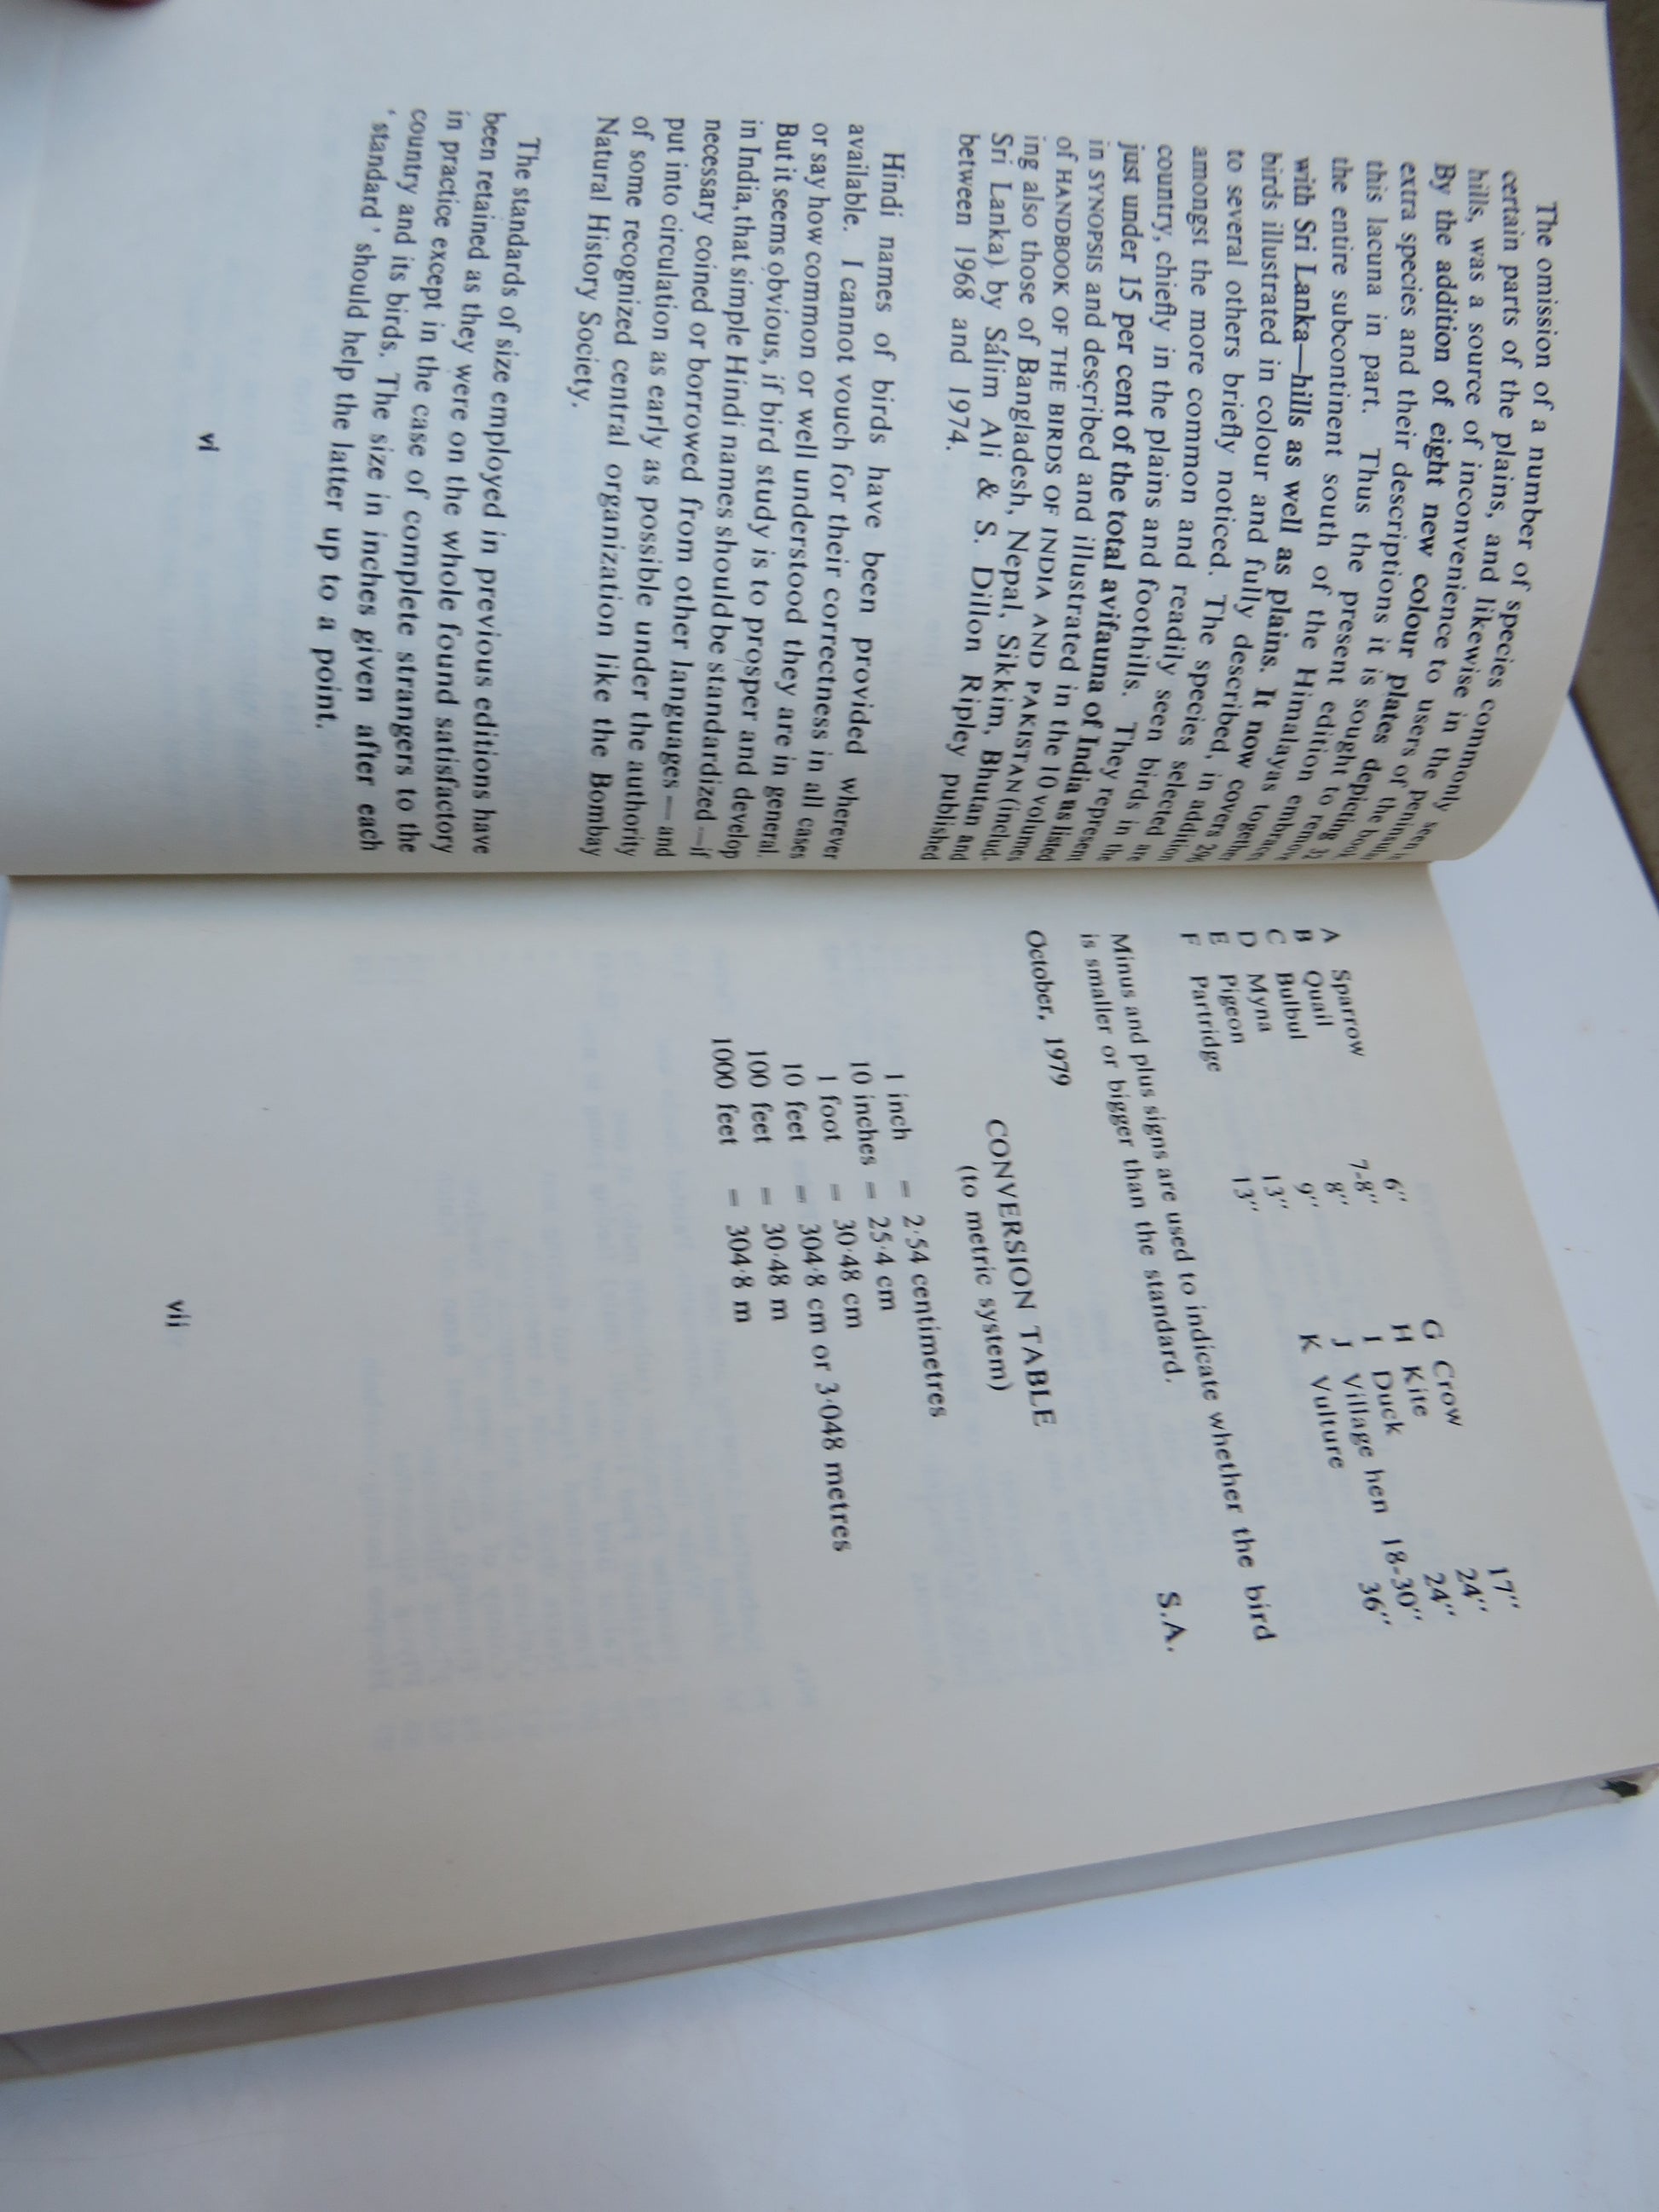 The omission of a number of species commonly seen in
certain parts of the plains, and likewise in the peninsular
hills, was a source of inconvenience to users of the book.
By the addition of eight new colour plates depicting 32
extra species and their descriptions it is sought to remove
this lacuna in part. Thus the present edition embraces
the entire subcontinent south of the Himalayas together
with Sri Lanka—hills as well as plains. It now covers 296
birds illustrated in colour and fully described, in addition
to several others briefly noticed. The species selected are
amongst the more common and readily seen birds in the
country, chiefly in the plains and foothills. They represent
just under 15 per cent of the total avifauna of India as listed
in SYNOPSIS and described and illustrated in the 10 volumes
of HANDBOOK OF THE BIRDS OF INDIA AND PAKISTAN (includ-
ing also those of Bangladesh, Nepal, Sikkim, Bhutan and
Sri Lanka) by Sálim Ali & S. Dillon Ripley published
between 1968 and 1974.
Hindi names of birds have been provided wherever
available. I cannot vouch for their correctness in all cases
or say how common or well understood they are in general.
But it seems obvious, if bird study is to prosper and develop
in India, that simple Hindi names should be standardized—if
necessary coined or borrowed from other languages—and
put into circulation as early as possible under the authority
of some recognized central organization like the Bombay
Natural History Society.
The standards of size employed in previous editions have
been retained as they were on the whole found satisfactory
in practice except in the case of complete strangers to the
country and its birds. The size in inches given after each
' standard ' should help the latter up to a point.
vi
A Sparrow 6" G Crow 17"
B Quail 7-8" H Kite 24"
C Bulbul 8" I Duck 24"
D Myna 9" J Village hen 18-30"
E Pigeon 13" K Vulture 36"
F Partridge 13"
Minus and plus signs are used to indicate whether the bird
is smaller or bigger than the standard.
October, 1979 S.A.
CONVERSION TABLE
(to metric system)
1 inch = 2·54 centimetres
10 inches = 25·4 cm
1 foot = 30·48 cm
10 feet = 304·8 cm or 3·048 metres
100 feet = 30·48 m
1000 feet = 304·8 m
vii